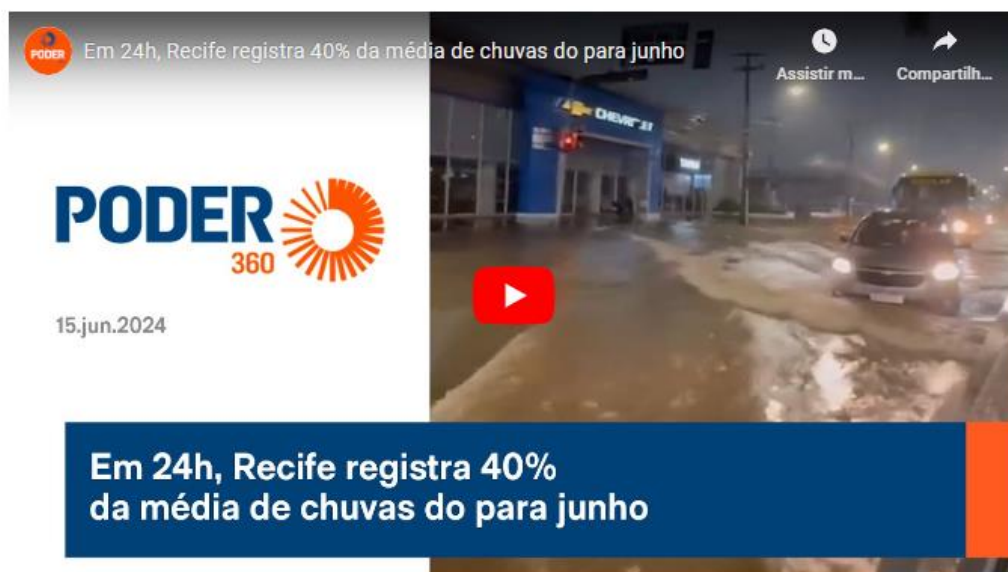 PODER
Em 24h, Recife registra 40% da média de chuvas do para junho
Assistir m...
Compartilh...
CHEVROLET
PODER
360
15.jun.2024
Em 24h, Recife registra 40%
da média de chuvas do para junho